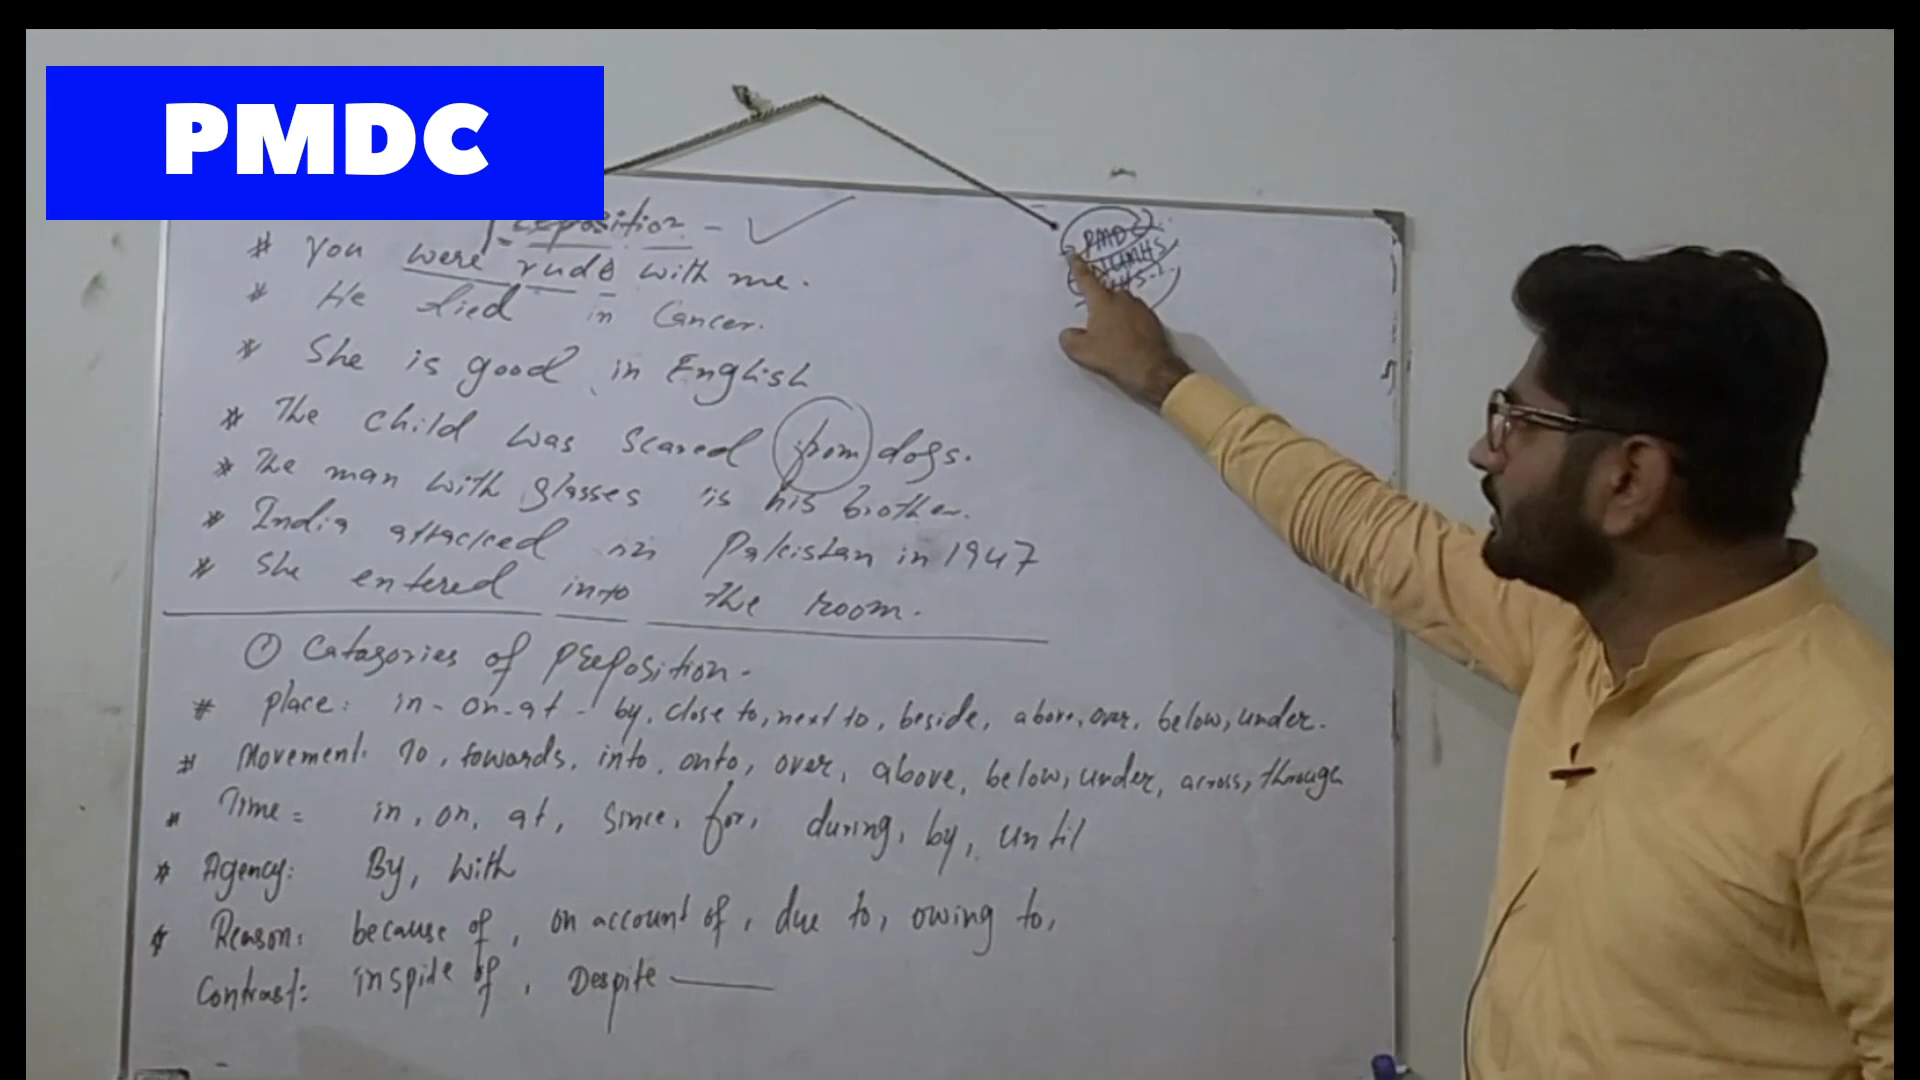 PMDC
Preposition -
# You were rude with me.
* He died in Cancer.
* She is good in English
* The child was scared from dogs.
* The man with glasses is his brother.
* India attacked on Pakistan in 1947
* She entered into the room.
① Catagories of Preposition.
* place: in - on - at - by, close to, next to, beside, above, over, below, under.
* Movement: To, towards, into, onto, over, above, below, under, across, through
* Time = in, on, at, since, for, during, by, until
* Agency: By, with
* Reason: because of, on account of, due to, owing to,
Contrast: inspite of, Despite
PMDC
NUMHS